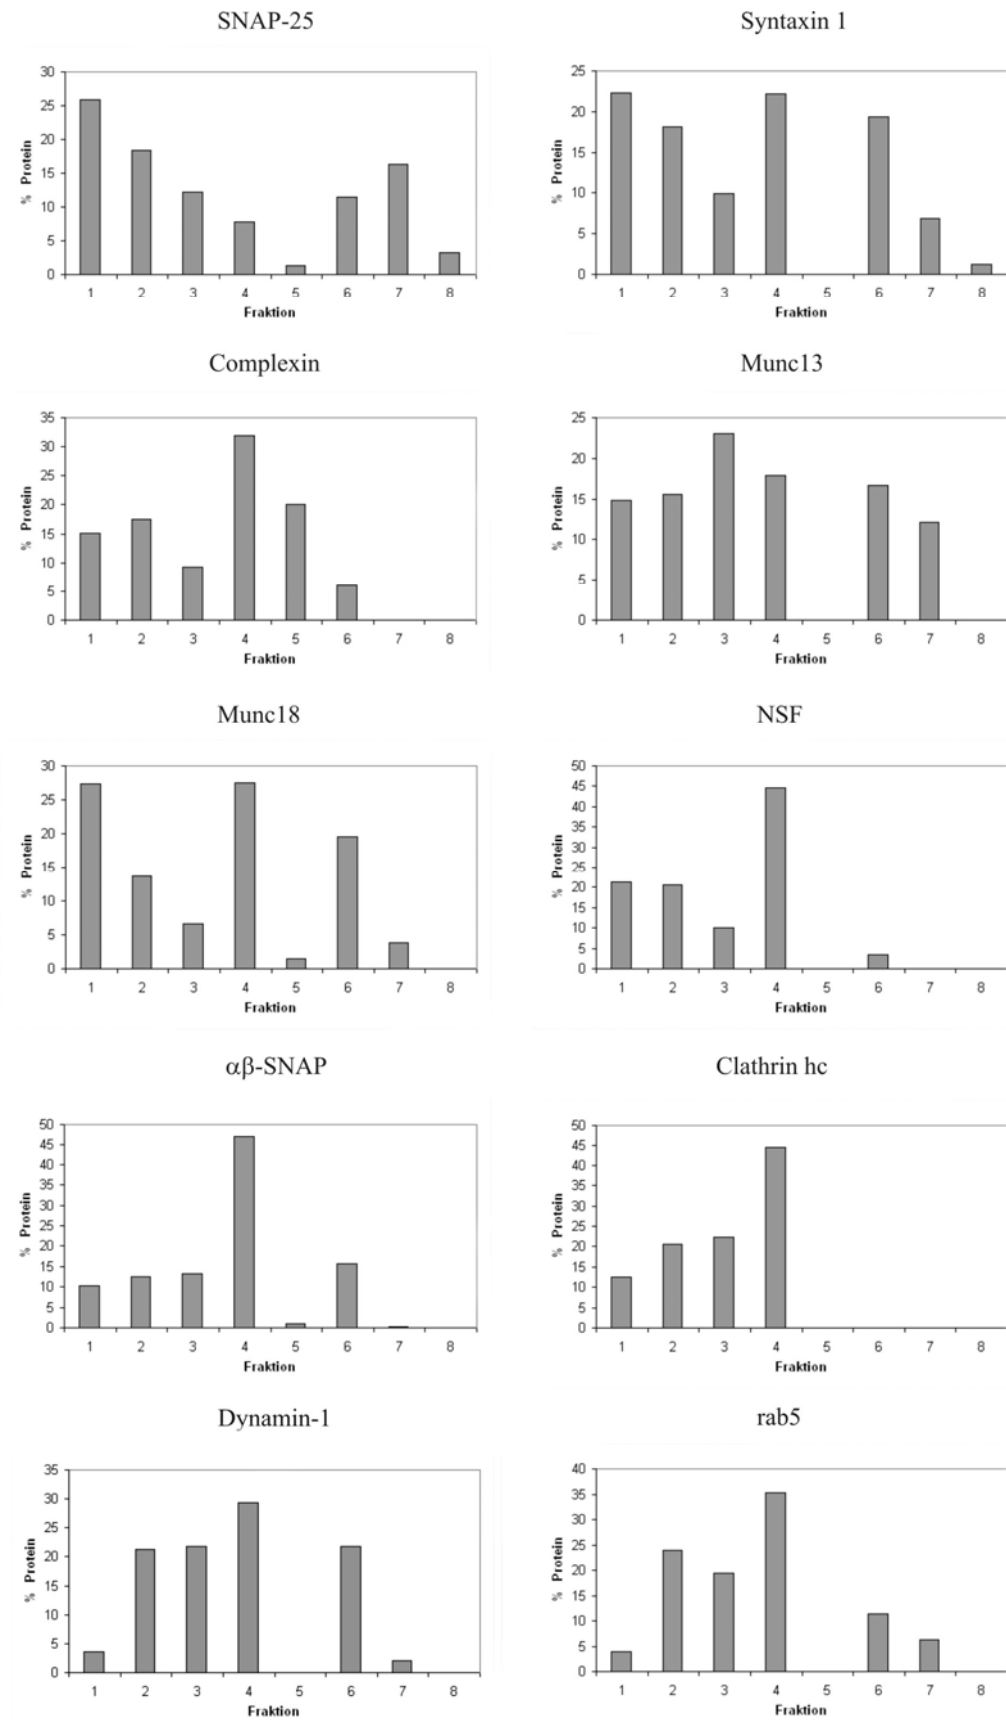 SNAP-25
30
25
20
15
10
5
0
% Protein
1 2 3 4 5 6 7 8
Fraktion
Syntaxin 1
25
20
15
10
5
0
% Protein
1 2 3 4 5 6 7 8
Fraktion
Complexin
35
30
25
20
15
10
5
0
% Protein
1 2 3 4 5 6 7 8
Fraktion
Munc13
25
20
15
10
5
0
% Protein
1 2 3 4 5 6 7 8
Fraktion
Munc18
30
25
20
15
10
5
0
% Protein
1 2 3 4 5 6 7 8
Fraktion
NSF
50
45
40
35
30
25
20
15
10
5
0
% Protein
1 2 3 4 5 6 7 8
Fraktion
αβ-SNAP
50
45
40
35
30
25
20
15
10
5
0
% Protein
1 2 3 4 5 6 7 8
Fraktion
Clathrin hc
50
45
40
35
30
25
20
15
10
5
0
% Protein
1 2 3 4 5 6 7 8
Fraktion
Dynamin-1
35
30
25
20
15
10
5
0
% Protein
1 2 3 4 5 6 7 8
Fraktion
rab5
40
35
30
25
20
15
10
5
0
% Protein
1 2 3 4 5 6 7 8
Fraktion